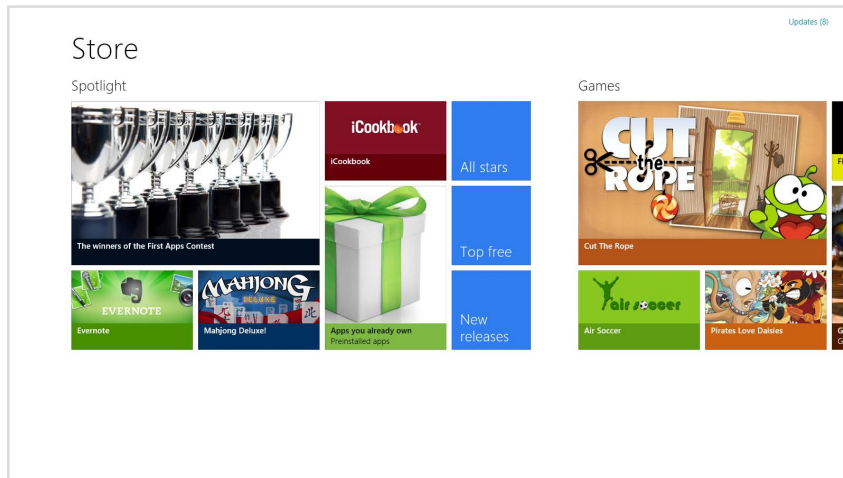 Updates (8)
Store
Spotlight
The winners of the First Apps Contest
EVERNOTE
Evernote
MAHJONG
DELUXE
Mahjong Deluxe!
iCookbook
iCookbook
Apps you already own
Preinstalled apps
All stars
Top free
New
releases
Games
CUT
the
ROPE
Cut The Rope
air soccer
Air Soccer
Pirates Love Daisies